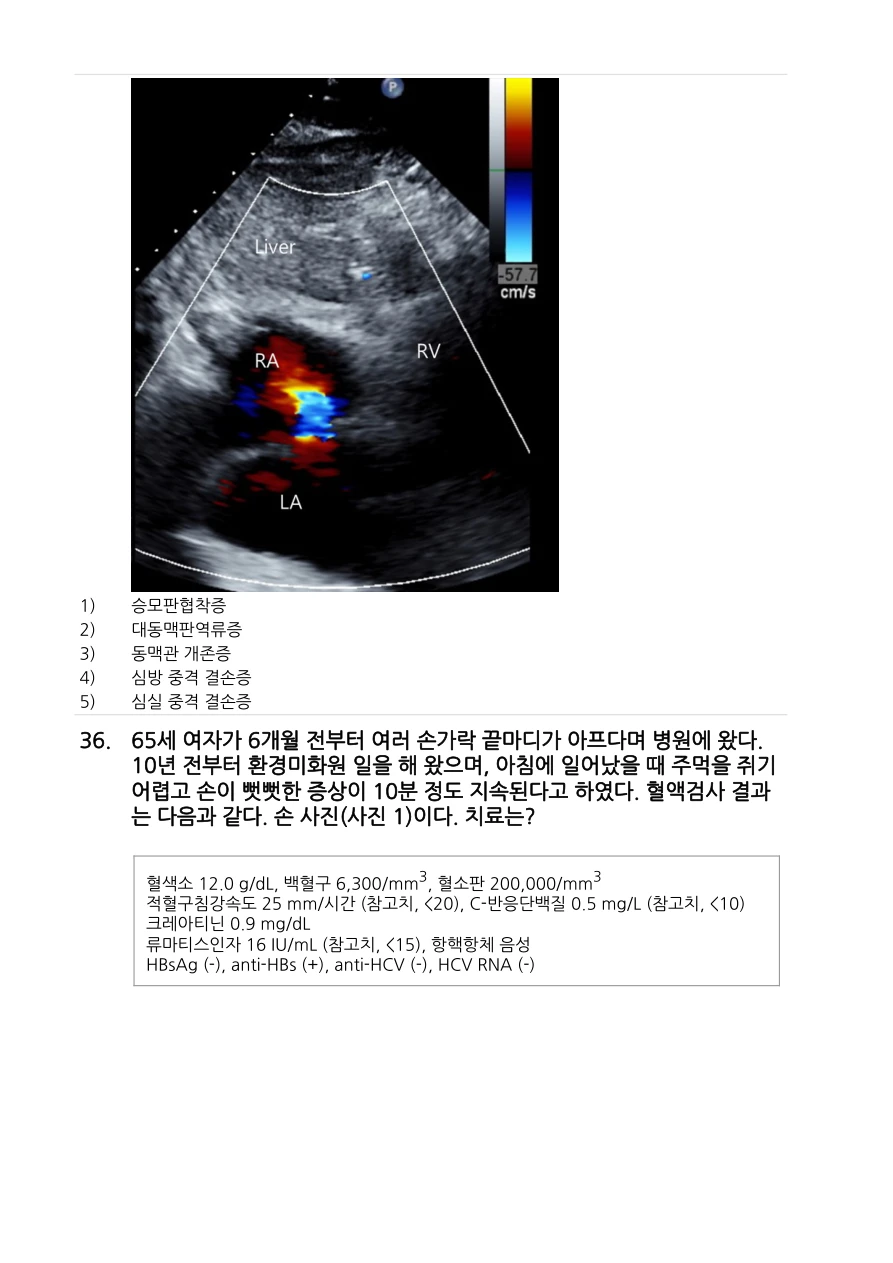 P
-57.7
cm/s
Liver
RA
RV
LA
1) 승모판협착증
2) 대동맥판역류증
3) 동맥관 개존증
4) 심방 중격 결손증
5) 심실 중격 결손증
36. 65세 여자가 6개월 전부터 여러 손가락 끝마디가 아프다며 병원에 왔다.
10년 전부터 환경미화원 일을 해 왔으며, 아침에 일어났을 때 주먹을 쥐기
어렵고 손이 뻣뻣한 증상이 10분 정도 지속된다고 하였다. 혈액검사 결과
는 다음과 같다. 손 사진(사진 1)이다. 치료는?
혈색소 12.0 g/dL, 백혈구 6,300/mm³, 혈소판 200,000/mm³
적혈구침강속도 25 mm/시간 (참고치, <20), C-반응단백질 0.5 mg/L (참고치, <10)
크레아티닌 0.9 mg/dL
류마티스인자 16 IU/mL (참고치, <15), 항핵항체 음성
HBsAg (-), anti-HBs (+), anti-HCV (-), HCV RNA (-)